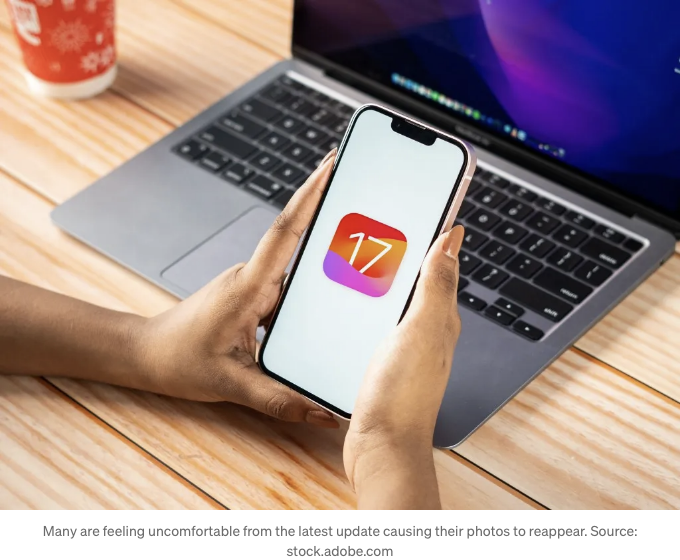 17
Many are feeling uncomfortable from the latest update causing their photos to reappear. Source:
stock.adobe.com